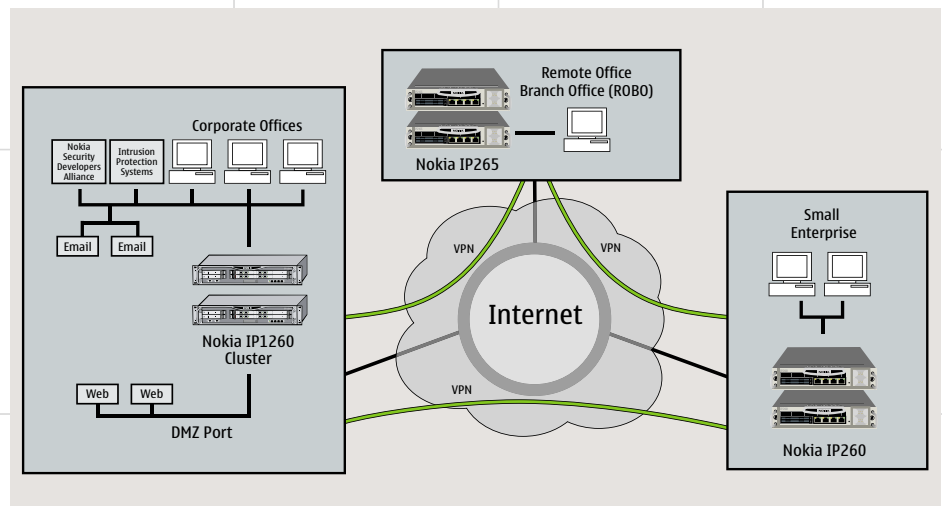 Remote Office
Branch Office (ROBO)
Nokia IP265
Corporate Offices
Nokia
Security
Developers
Alliance
Intrusion
Protection
Systems
Email
Email
Nokia IP1260
Cluster
Web
Web
DMZ Port
VPN
VPN
Internet
VPN
Small
Enterprise
Nokia IP260